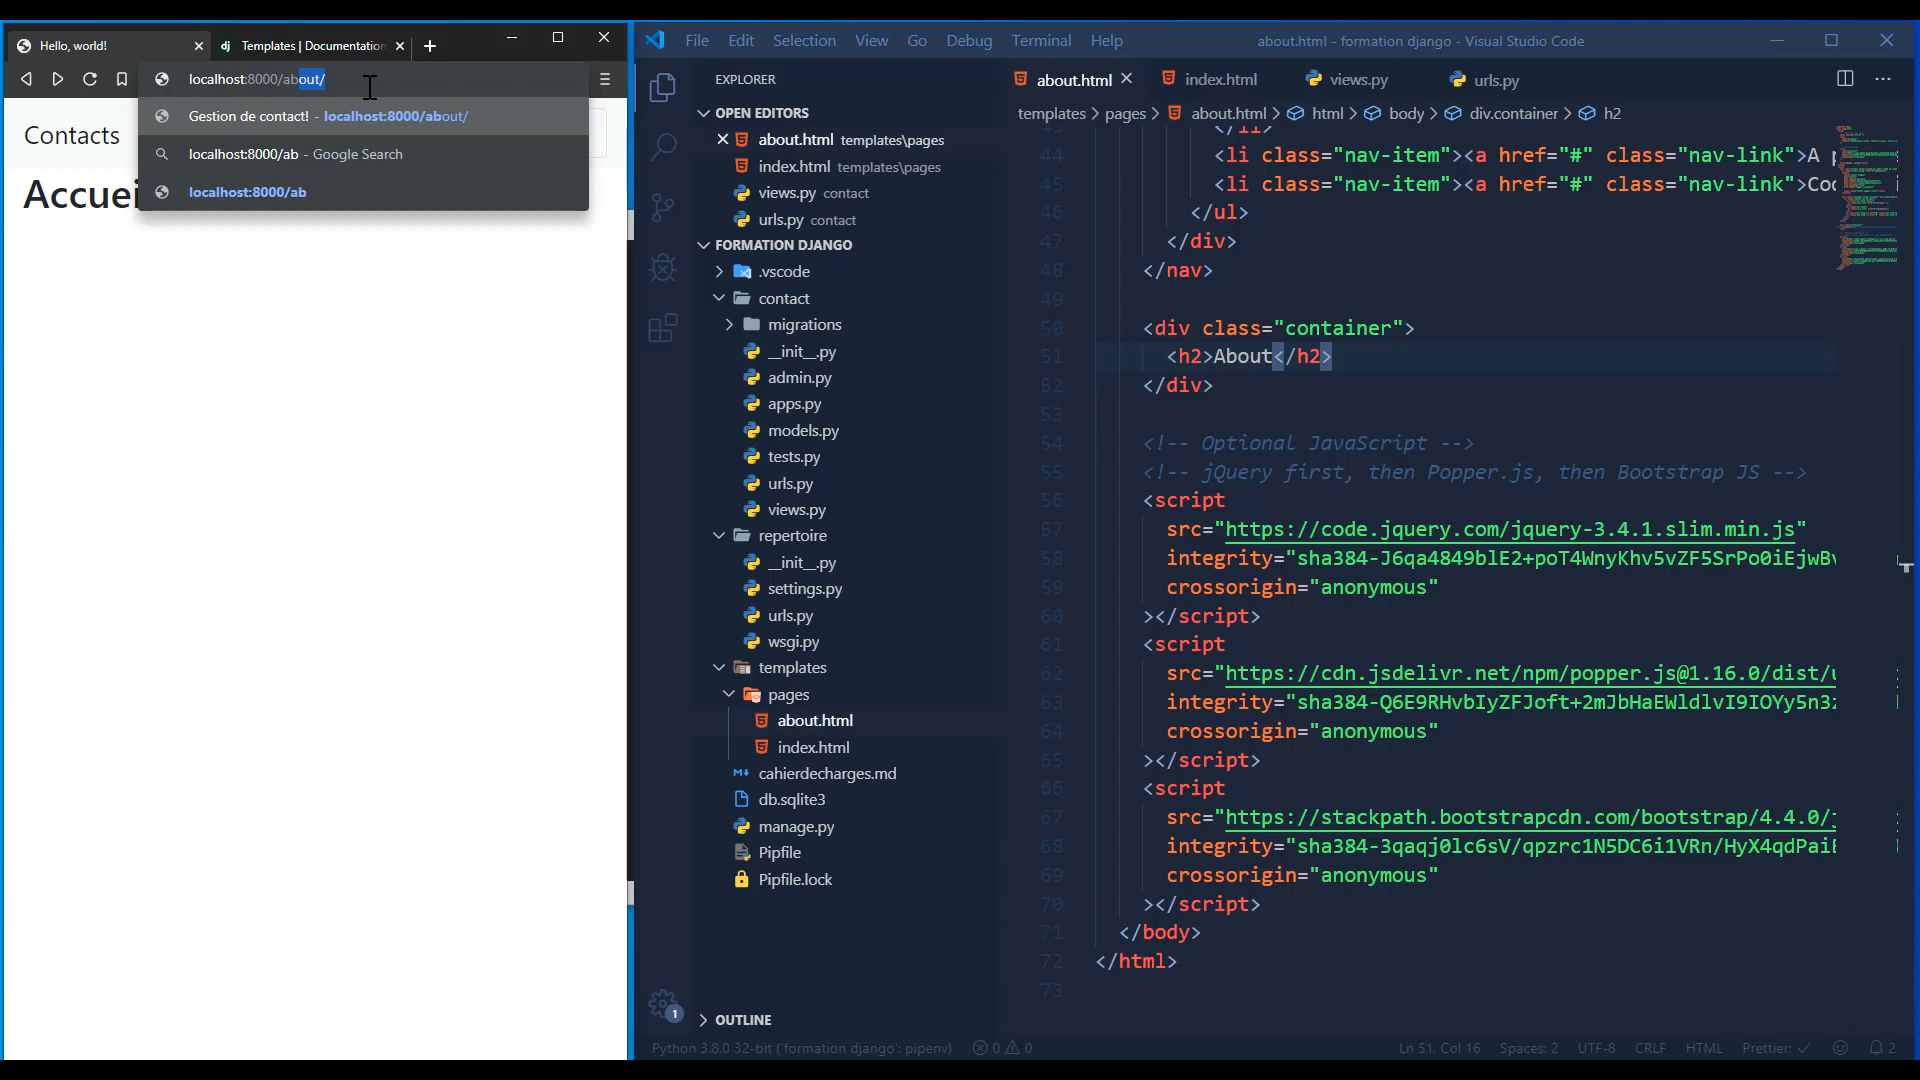 Hello, world!
Templates | Documentation
localhost:8000/about/
Gestion de contact! - localhost:8000/about/
localhost:8000/ab - Google Search
localhost:8000/ab
Contacts
Accuei
File Edit Selection View Go Debug Terminal Help
about.html - formation django - Visual Studio Code
EXPLORER
OPEN EDITORS
about.html templates\pages
index.html templates\pages
views.py contact
urls.py contact
FORMATION DJANGO
.vscode
contact
migrations
__init__.py
admin.py
apps.py
models.py
tests.py
urls.py
views.py
repertoire
__init__.py
settings.py
urls.py
wsgi.py
templates
pages
about.html
index.html
cahierdecharges.md
db.sqlite3
manage.py
Pipfile
Pipfile.lock
OUTLINE
1
about.html index.html views.py urls.py
templates > pages > about.html > html > body > div.container > h2
43 </li>
44 <li class="nav-item"><a href="#" class="nav-link">A p
45 <li class="nav-item"><a href="#" class="nav-link">Co
46 </ul>
47 </div>
48 </nav>
49
50 <div class="container">
51 <h2>About</h2>
52 </div>
53
54 <!-- Optional JavaScript -->
55 <!-- jQuery first, then Popper.js, then Bootstrap JS -->
56 <script
57 src="https://code.jquery.com/jquery-3.4.1.slim.min.js"
58 integrity="sha384-J6qa4849blE2+poT4WnyKhv5vZF5SrPo0iEjwBv
59 crossorigin="anonymous"
60 ></script>
61 <script
62 src="https://cdn.jsdelivr.net/npm/popper.js@1.16.0/dist/u
63 integrity="sha384-Q6E9RHvbIyZFJoft+2mJbHaEWldlvI9IOYy5n3z
64 crossorigin="anonymous"
65 ></script>
66 <script
67 src="https://stackpath.bootstrapcdn.com/bootstrap/4.4.0/j
68 integrity="sha384-3qaqj0lc6sV/qpzrc1N5DC6i1VRn/HyX4qdPaiE
69 crossorigin="anonymous"
70 ></script>
71 </body>
72 </html>
73
Python 3.8.0 32-bit ('formation django': pipenv) 0 0 Ln 51, Col 16 Spaces: 2 UTF-8 CRLF HTML Prettier: ✓ 2